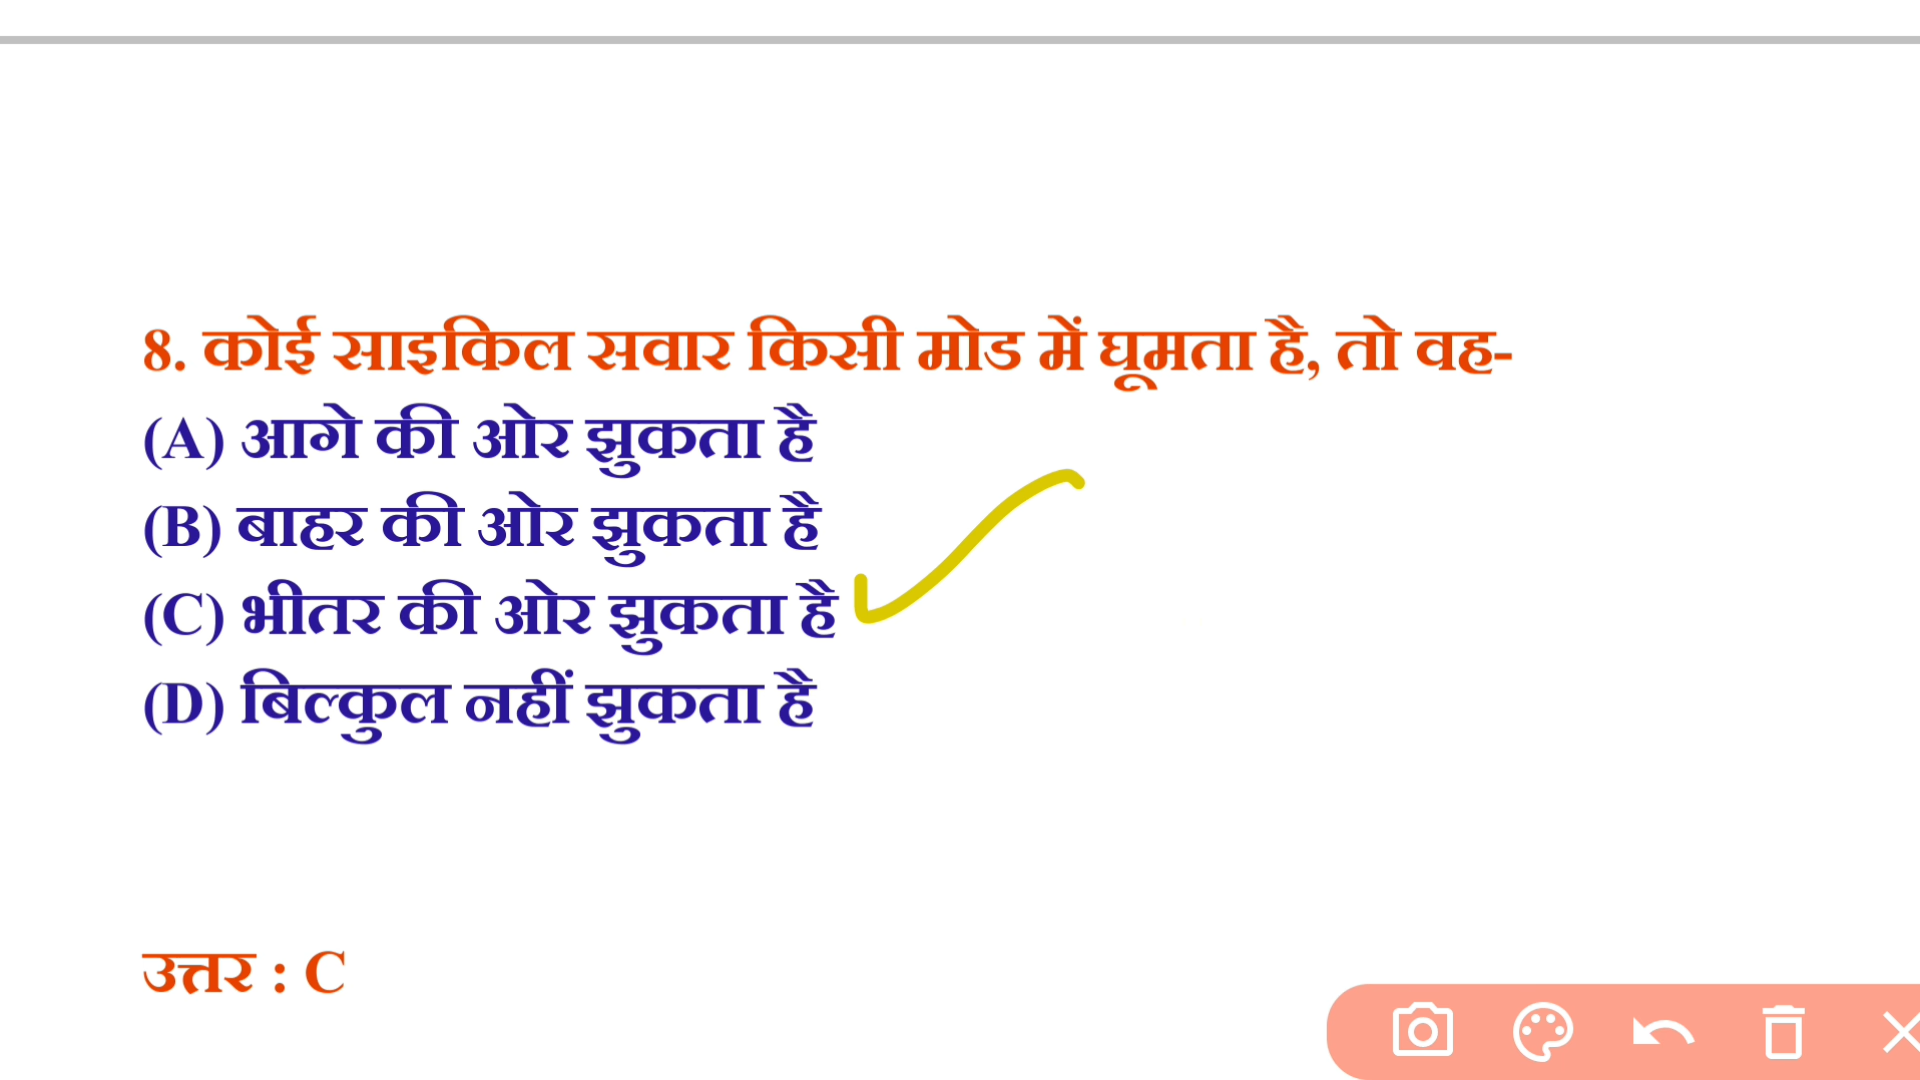 8. कोई साइकिल सवार किसी मोड में घूमता है, तो वह-
(A) आगे की ओर झुकता है
(B) बाहर की ओर झुकता है
(C) भीतर की ओर झुकता है
(D) बिल्कुल नहीं झुकता है
उत्तर : C